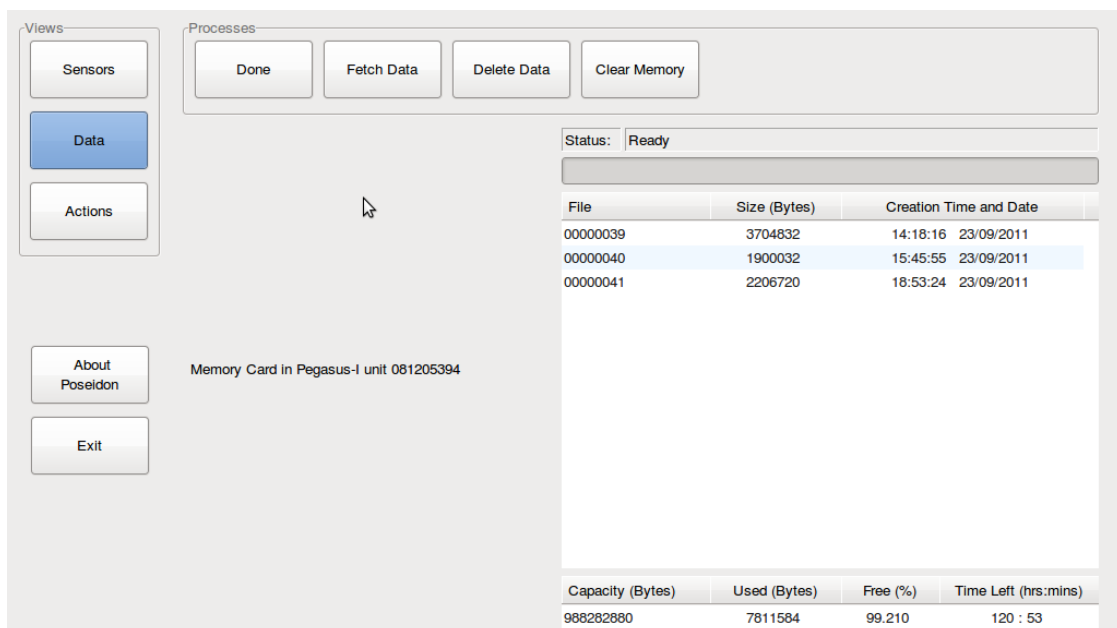 Views
Processes
Sensors
Done
Fetch Data
Delete Data
Clear Memory
Data
Actions
About
Poseidon
Exit
Memory Card in Pegasus-I unit 081205394
Status: Ready
File Size (Bytes) Creation Time and Date
00000039 3704832 14:18:16 23/09/2011
00000040 1900032 15:45:55 23/09/2011
00000041 2206720 18:53:24 23/09/2011
Capacity (Bytes) Used (Bytes) Free (%) Time Left (hrs:mins)
988282880 7811584 99.210 120 : 53